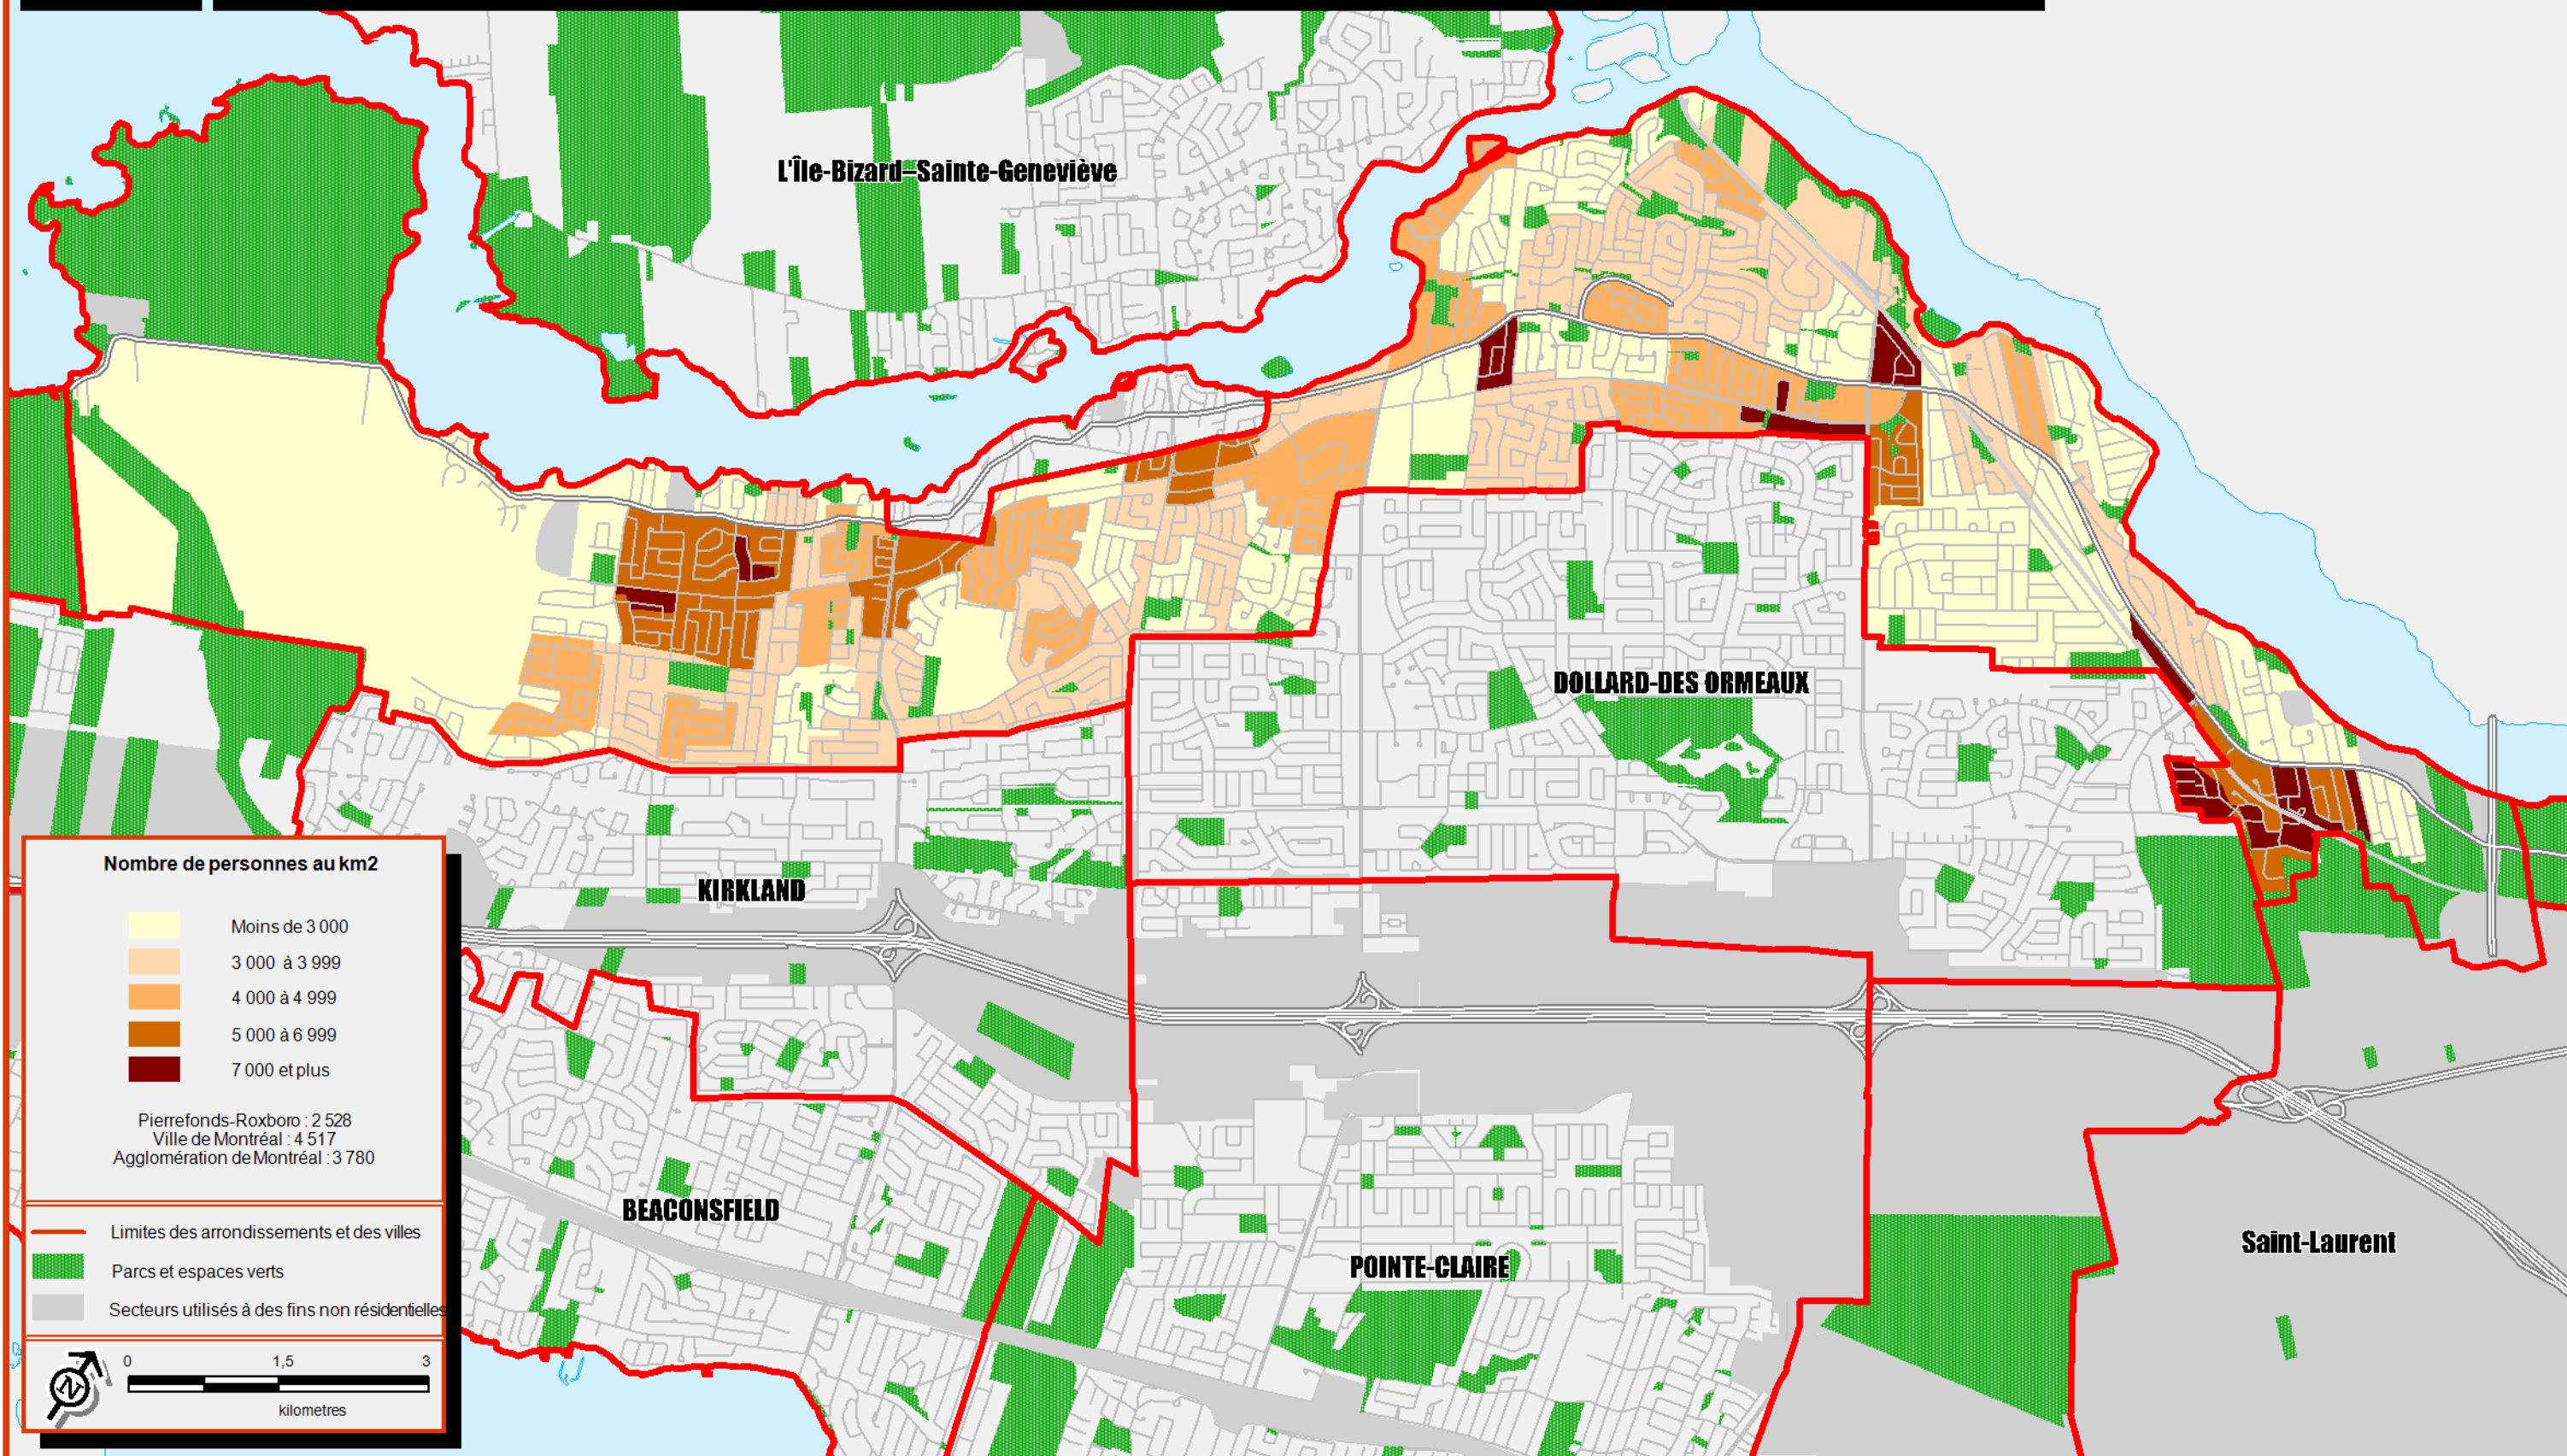 L'Île-Bizard–Sainte-Geneviève
DOLLARD-DES ORMEAUX
KIRKLAND
BEACONSFIELD
POINTE-CLAIRE
Saint-Laurent
Nombre de personnes au km2
Moins de 3 000
3 000 à 3 999
4 000 à 4 999
5 000 à 6 999
7 000 et plus
Pierrefonds-Roxboro : 2 528
Ville de Montréal : 4 517
Agglomération de Montréal : 3 780
Limites des arrondissements et des villes
Parcs et espaces verts
Secteurs utilisés à des fins non résidentielles
N
0 1,5 3
kilometres